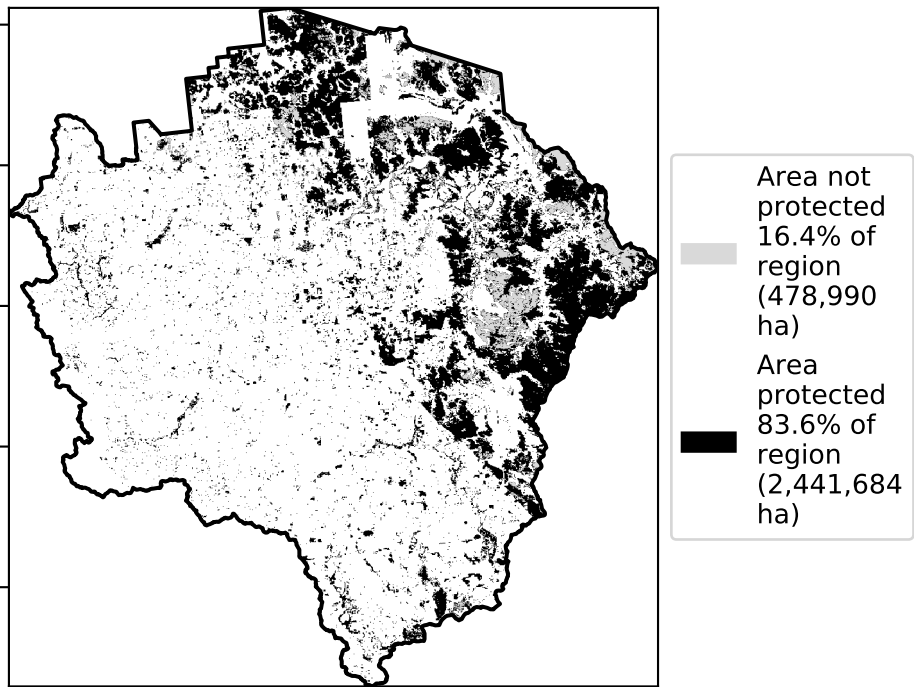 Area not
protected
16.4% of
region
(478,990
ha)
Area
protected
83.6% of
region
(2,441,684
ha)